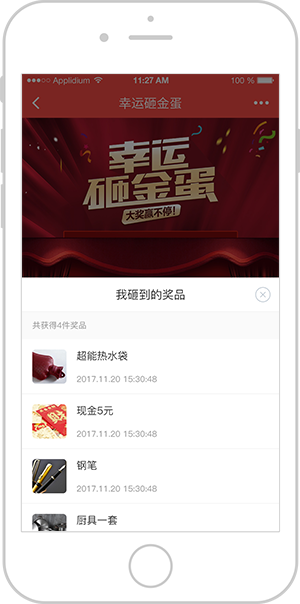 Applidium 11:27 AM 100 %
幸运砸金蛋
幸运
砸金蛋
大奖赢不停!
我砸到的奖品
共获得4件奖品
超能热水袋
2017.11.20 15:30:48
现金5元
2017.11.20 15:30:48
钢笔
2017.11.20 15:30:48
厨具一套